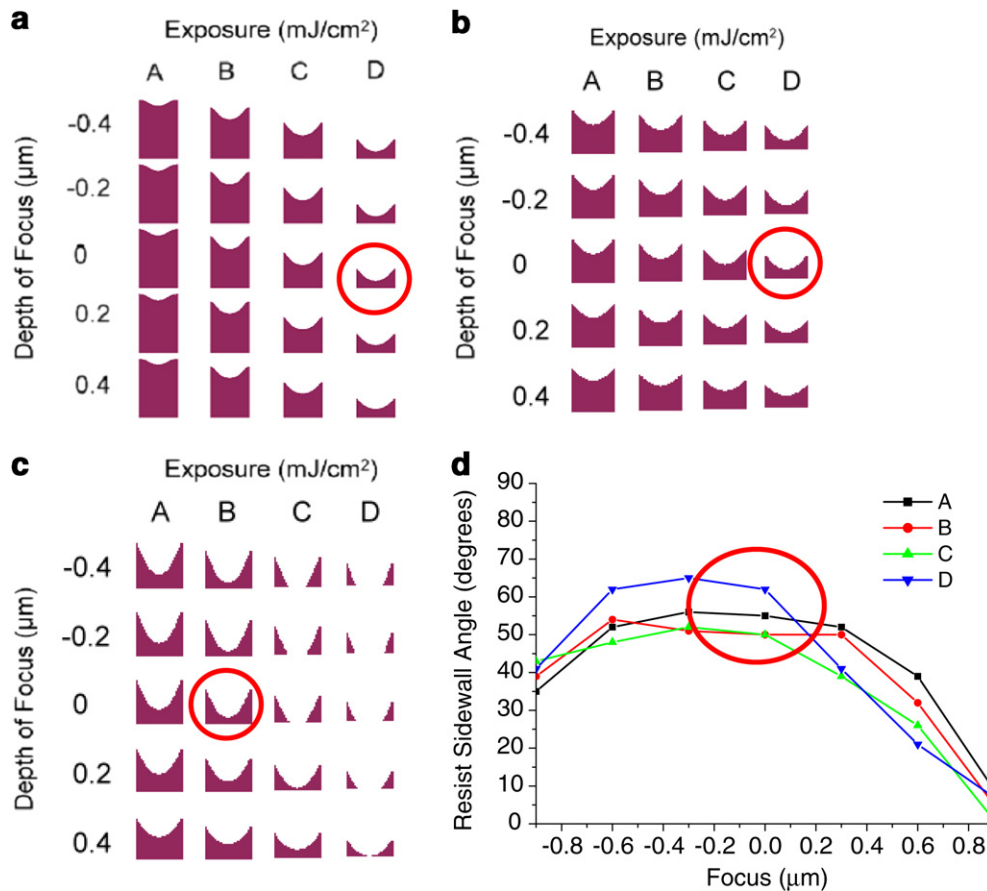 a
Exposure (mJ/cm²)
A B C D
Depth of Focus (µm)
-0.4
-0.2
0
0.2
0.4
b
Exposure (mJ/cm²)
A B C D
Depth of Focus (µm)
-0.4
-0.2
0
0.2
0.4
c
Exposure (mJ/cm²)
A B C D
Depth of Focus (µm)
-0.4
-0.2
0
0.2
0.4
d
Resist Sidewall Angle (degrees)
90
80
70
60
50
40
30
20
10
0
A
B
C
D
-0.8 -0.6 -0.4 -0.2 0.0 0.2 0.4 0.6 0.8
Focus (µm)